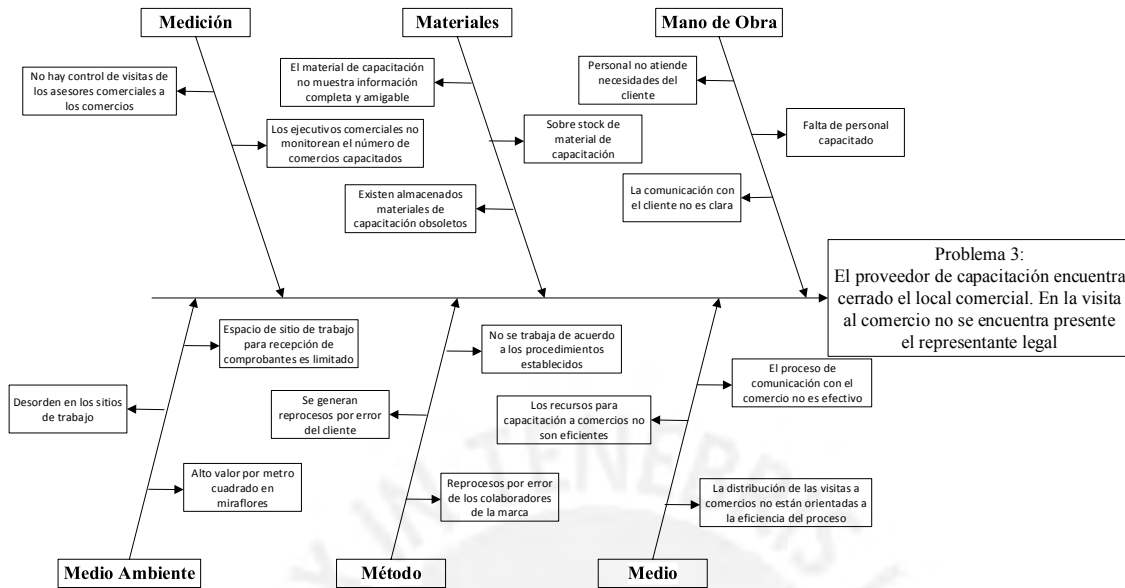 Medición
Materiales
Mano de Obra
No hay control de visitas de
los asesores comerciales a
los comercios
Los ejecutivos comerciales no
monitorean el número de
comercios capacitados
El material de capacitación
no muestra información
completa y amigable
Sobre stock de
material de
capacitación
Existen almacenados
materiales de
capacitación obsoletos
Personal no atiende
necesidades del
cliente
Falta de personal
capacitado
La comunicación con
el cliente no es clara
Problema 3:
El proveedor de capacitación encuentra
cerrado el local comercial. En la visita
al comercio no se encuentra presente
el representante legal
Espacio de sitio de trabajo
para recepción de
comprobantes es limitado
Desorden en los sitios
de trabajo
Alto valor por metro
cuadrado en
miraflores
No se trabaja de acuerdo
a los procedimientos
establecidos
Se generan
reprocesos por error
del cliente
Reprocesos por error
de los colaboradores
de la marca
El proceso de
comunicación con el
comercio no es efectivo
Los recursos para
capacitación a comercios no
son eficientes
La distribución de las visitas a
comercios no están orientadas a
la eficiencia del proceso
Medio Ambiente
Método
Medio
Y IN TENEBRIS